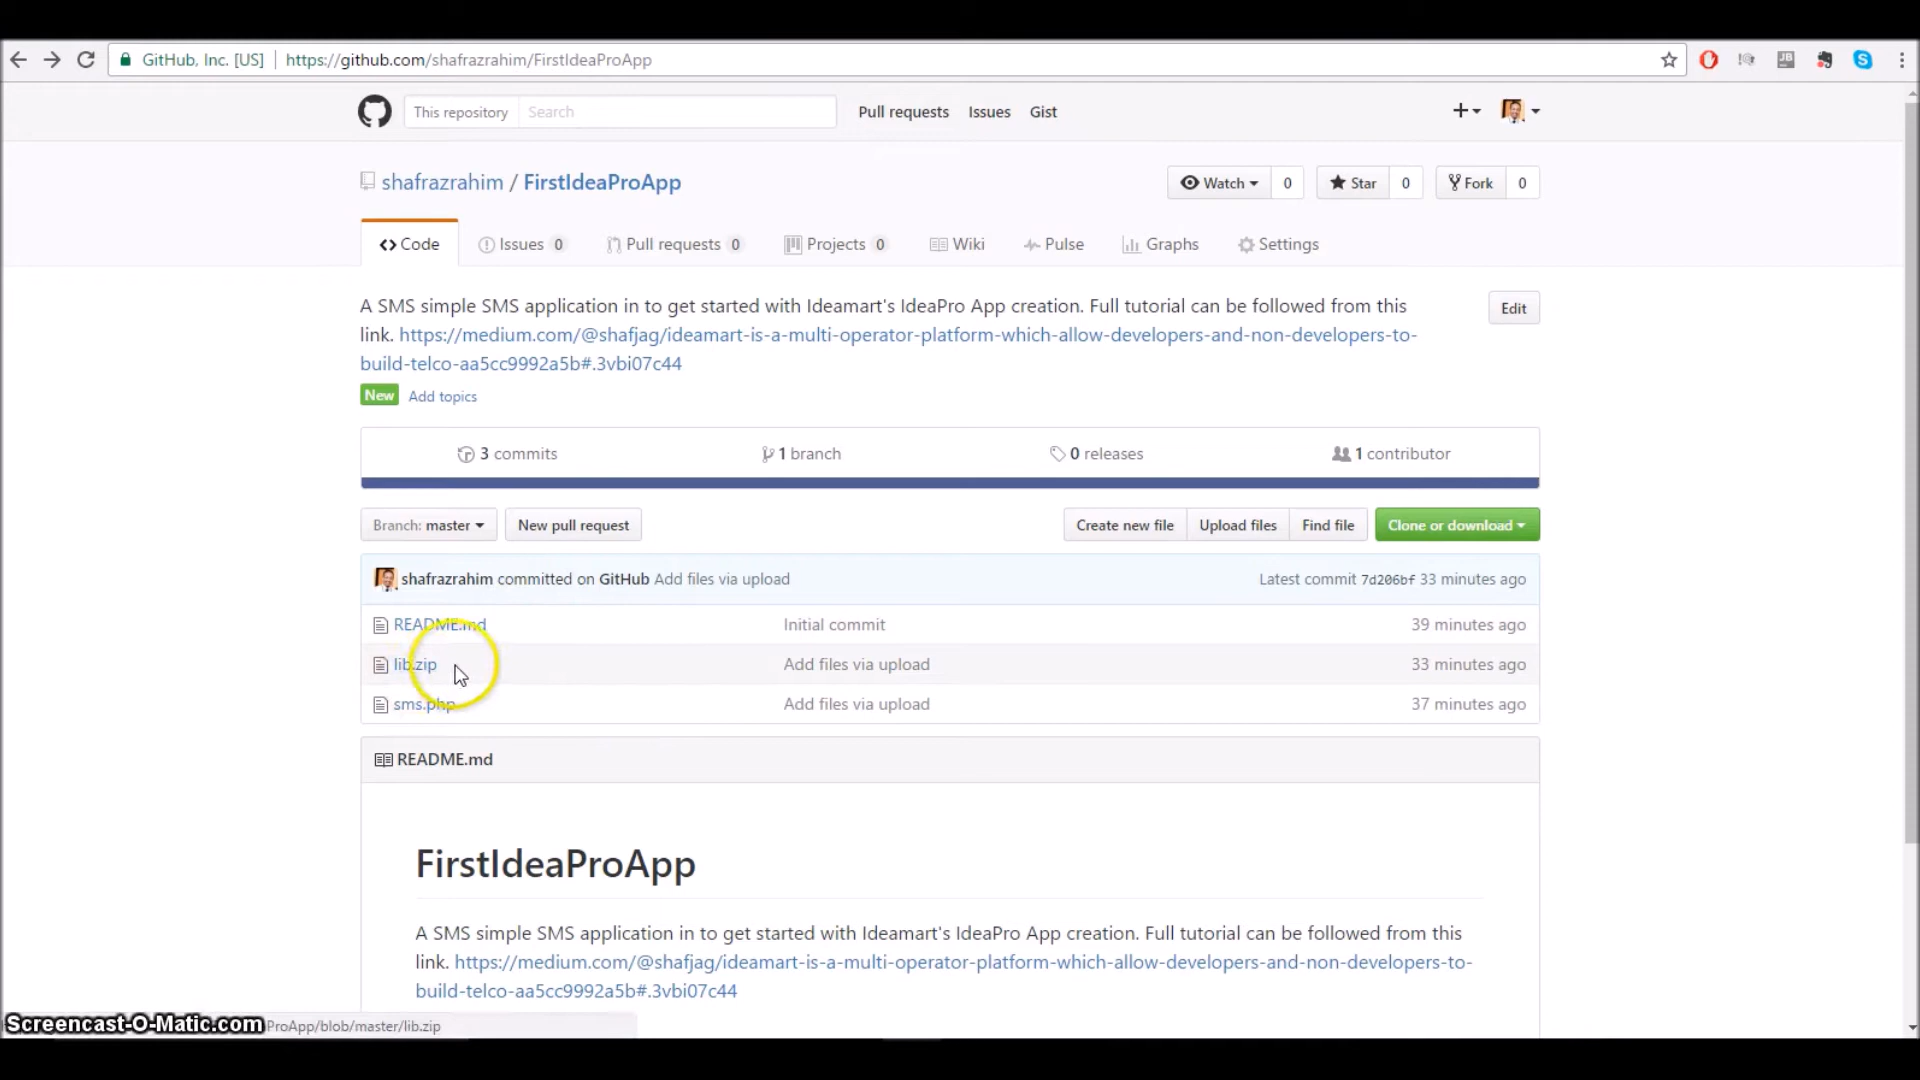 GitHub, Inc. [US] https://github.com/shafrazrahim/FirstIdeaProApp
This repository Search Pull requests Issues Gist
shafrazrahim / FirstIdeaProApp Watch 0 Star 0 Fork 0
Code Issues 0 Pull requests 0 Projects 0 Wiki Pulse Graphs Settings
A SMS simple SMS application in to get started with Ideamart's IdeaPro App creation. Full tutorial can be followed from this Edit
link. https://medium.com/@shafjag/ideamart-is-a-multi-operator-platform-which-allow-developers-and-non-developers-to-
build-telco-aa5cc9992a5b#.3vbi07c44
New Add topics
3 commits 1 branch 0 releases 1 contributor
Branch: master New pull request Create new file Upload files Find file Clone or download
shafrazrahim committed on GitHub Add files via upload Latest commit 7d206bf 33 minutes ago
README.md Initial commit 39 minutes ago
lib.zip Add files via upload 33 minutes ago
sms.php Add files via upload 37 minutes ago
README.md
FirstIdeaProApp
A SMS simple SMS application in to get started with Ideamart's IdeaPro App creation. Full tutorial can be followed from this
link. https://medium.com/@shafjag/ideamart-is-a-multi-operator-platform-which-allow-developers-and-non-developers-to-
build-telco-aa5cc9992a5b#.3vbi07c44
Screencast-O-Matic.com ProApp/blob/master/lib.zip